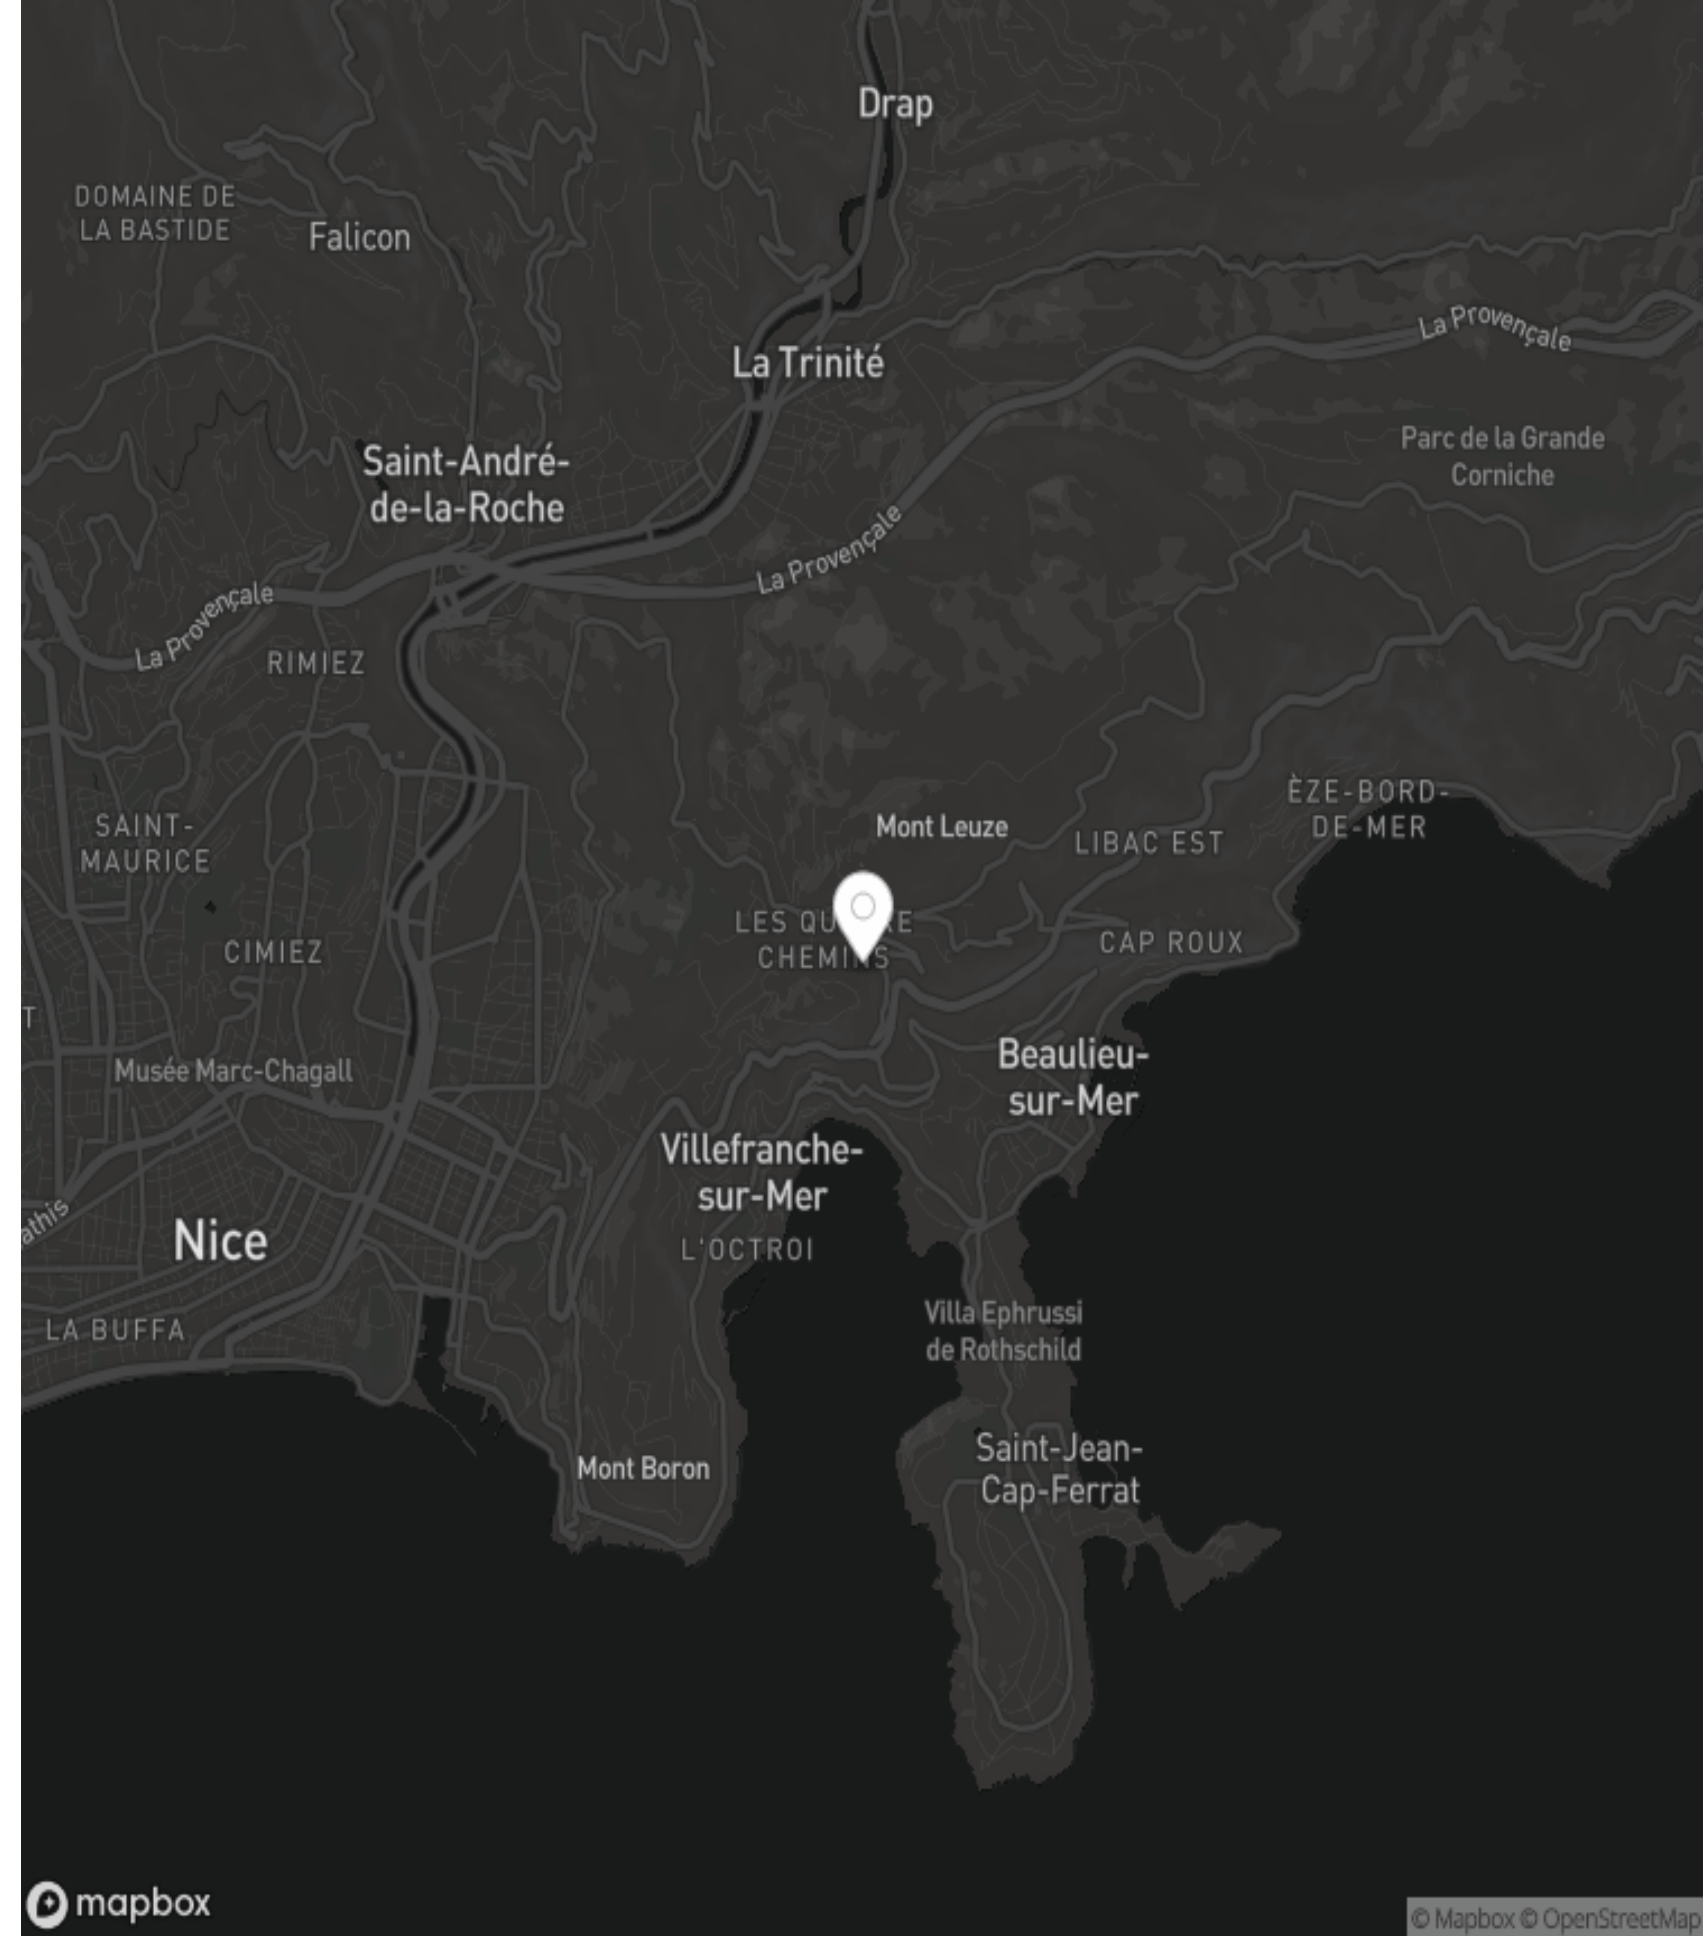 Drap
DOMAINE DE
LA BASTIDE
Falicon
La Provençale
La Trinité
Parc de la Grande
Corniche
Saint-André-
de-la-Roche
La Provençale
La Provençale
RIMIEZ
ÈZE-BORD-
DE-MER
SAINT-
MAURICE
Mont Leuze
LIBAC EST
LES
CHEMINS
CIMIEZ
CAP ROUX
T
Musée Marc-Chagall
Beaulieu-
sur-Mer
Villefranche-
sur-Mer
athis
Nice
L'OCTROI
Villa Ephrussi
de Rothschild
LA BUFFA
Saint-Jean-
Cap-Ferrat
Mont Boron
mapbox
© Mapbox © OpenStreetMap